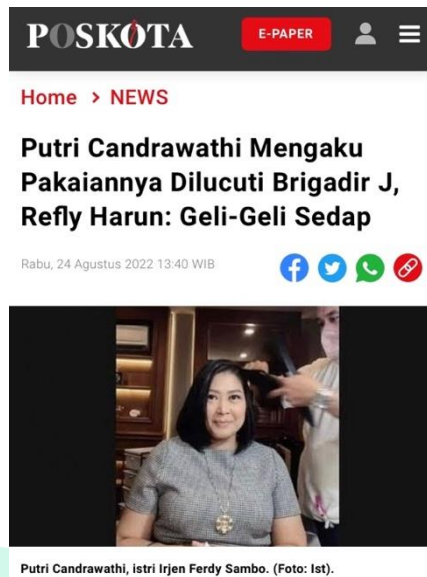 POSKOTA
E-PAPER
Home > NEWS
Putri Candrawathi Mengaku
Pakaiannya Dilucuti Brigadir J,
Refly Harun: Geli-Geli Sedap
Rabu, 24 Agustus 2022 13:40 WIB
Putri Candrawathi, istri Irjen Ferdy Sambo. (Foto: Ist).